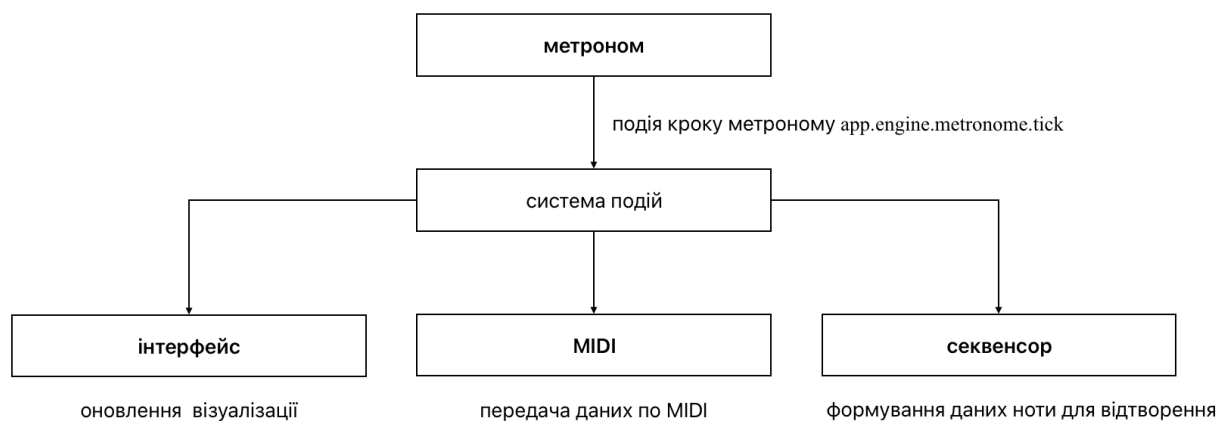 метроном
подія кроку метроному app.engine.metronome.tick
система подій
інтерфейс
MIDI
секвенсор
оновлення візуалізації
передача даних по MIDI
формування даних ноти для відтворення